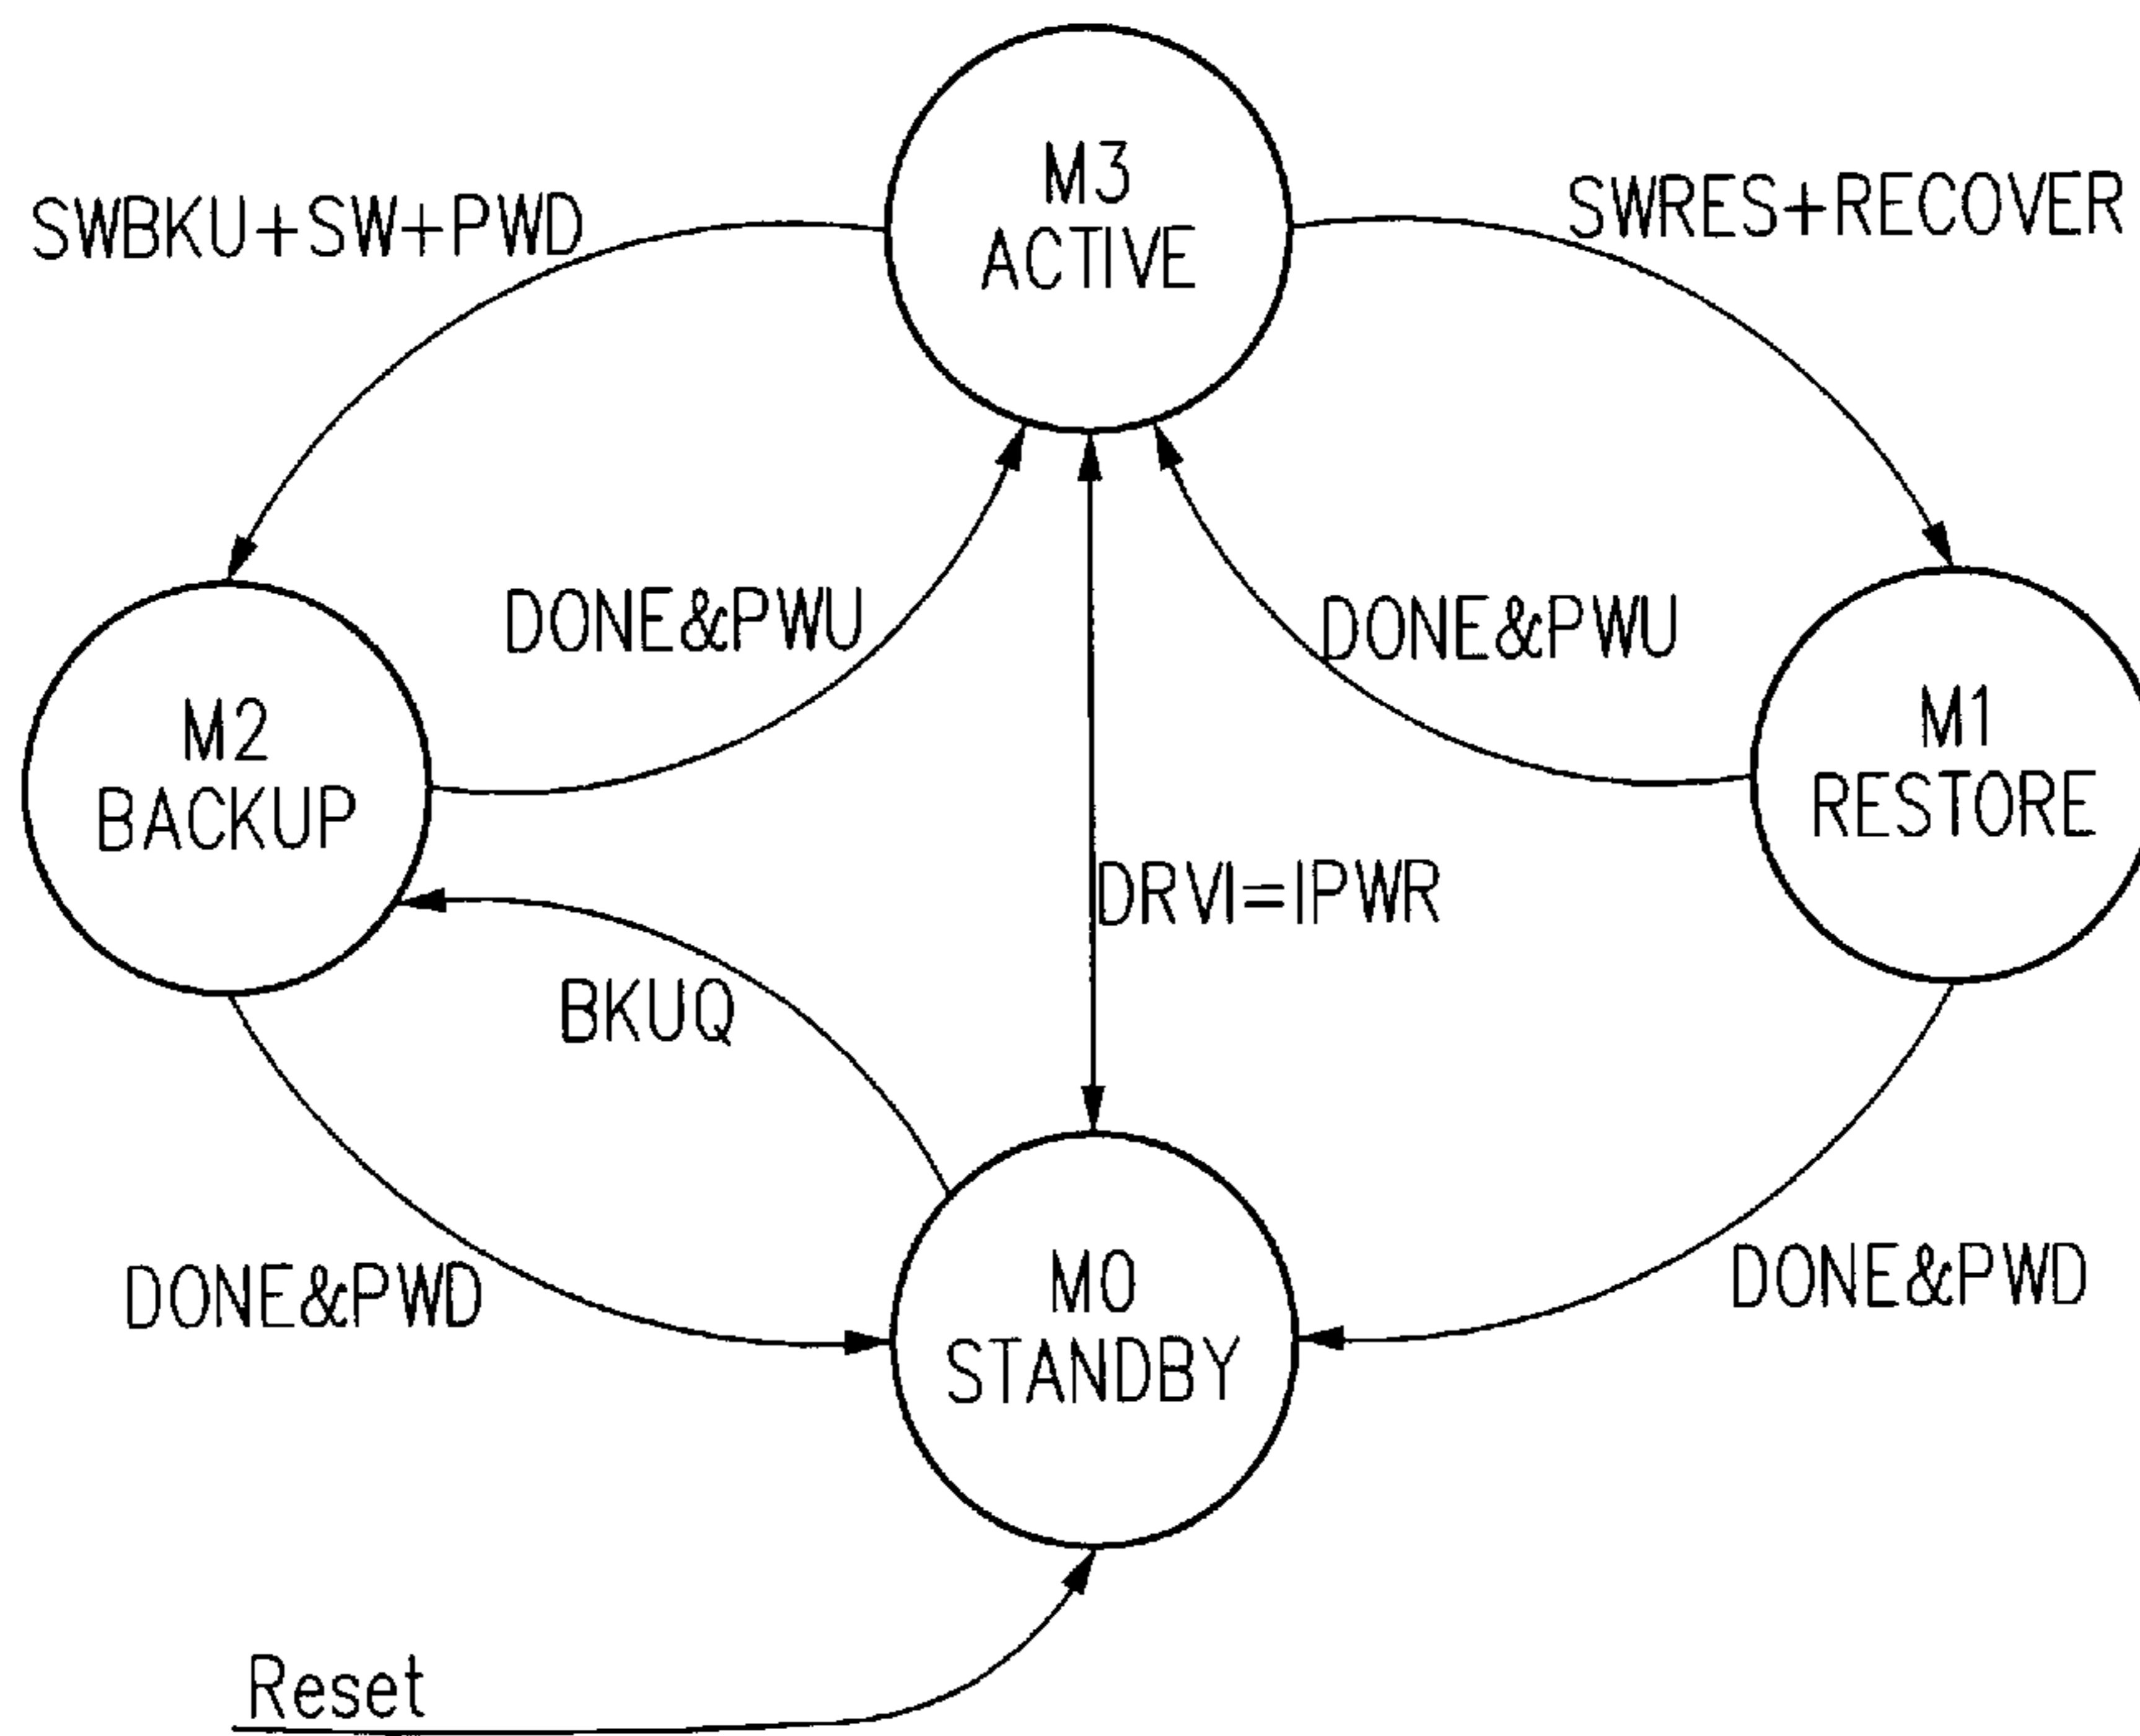 M3
ACTIVE
SWBKU+SW+PWD
SWRES+RECOVER
DONE&PWU
DONE&PWU
M2
BACKUP
M1
RESTORE
DRVI=IPWR
BKUQ
DONE&PWD
DONE&PWD
M0
STANDBY
Reset